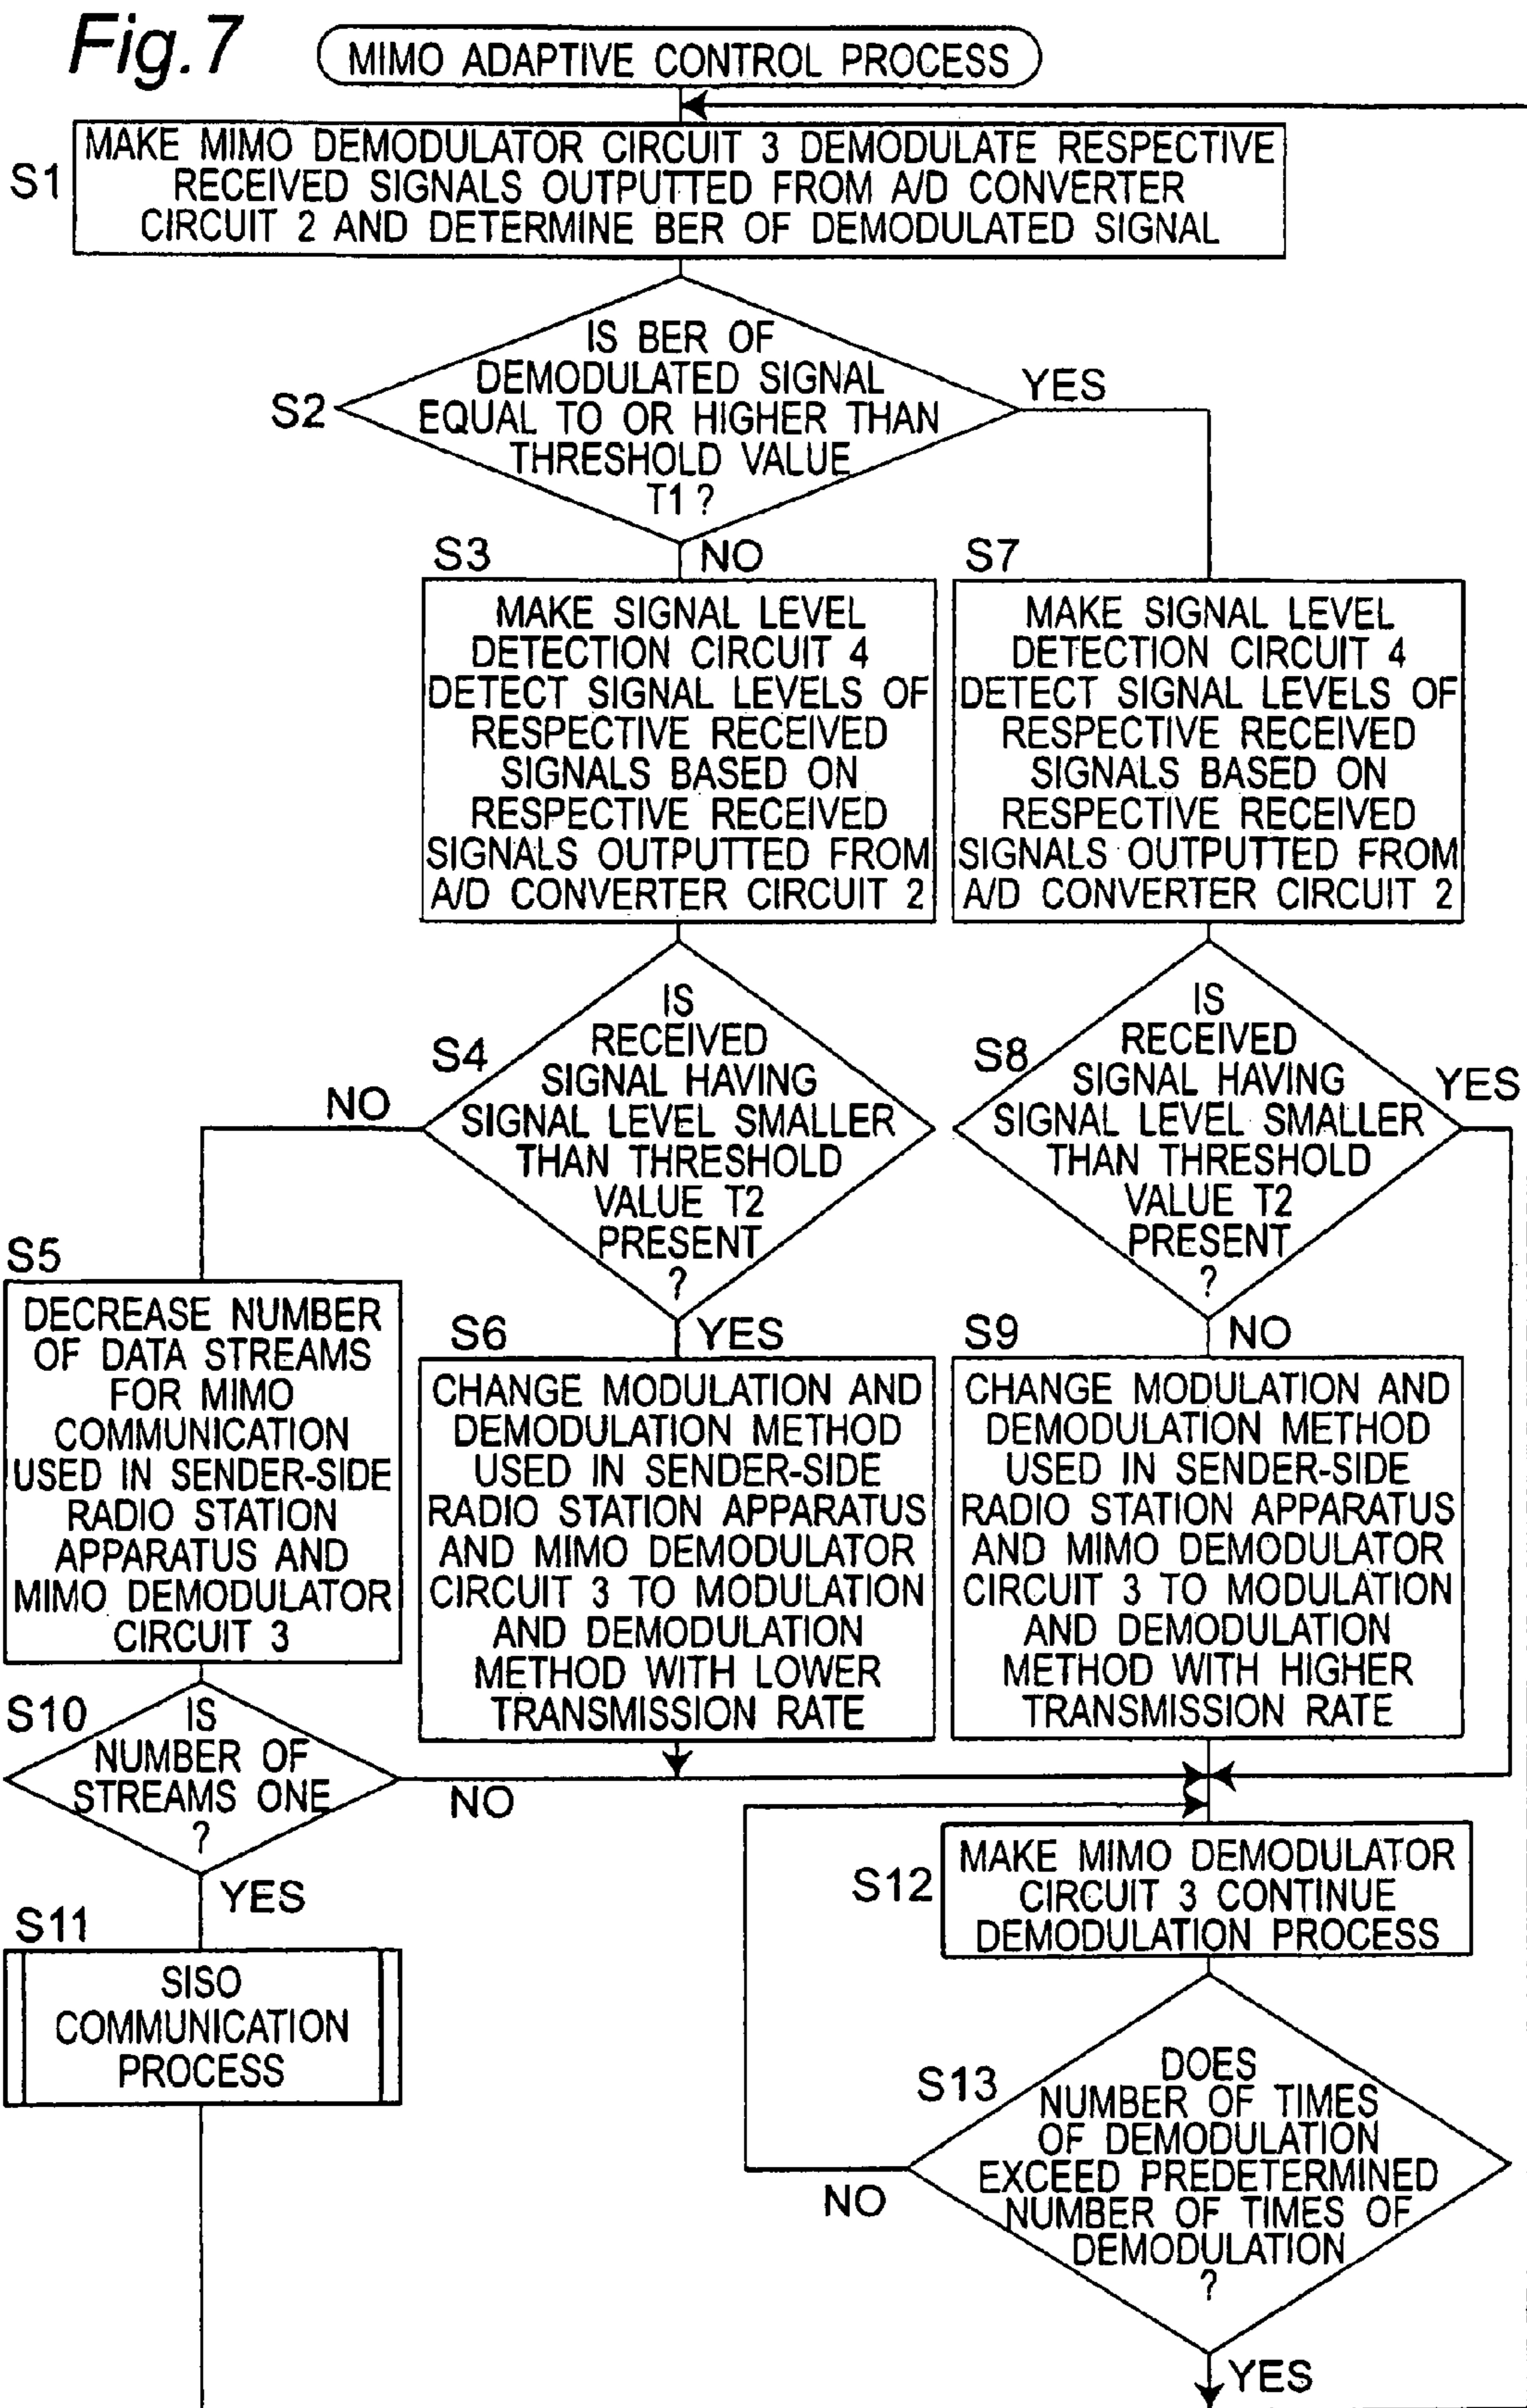 Fig.7
MIMO ADAPTIVE CONTROL PROCESS
S1
MAKE MIMO DEMODULATOR CIRCUIT 3 DEMODULATE RESPECTIVE
RECEIVED SIGNALS OUTPUTTED FROM A/D CONVERTER
CIRCUIT 2 AND DETERMINE BER OF DEMODULATED SIGNAL
S2
IS BER OF
DEMODULATED SIGNAL
EQUAL TO OR HIGHER THAN
THRESHOLD VALUE
T1 ?
YES
NO
S3
MAKE SIGNAL LEVEL
DETECTION CIRCUIT 4
DETECT SIGNAL LEVELS OF
RESPECTIVE RECEIVED
SIGNALS BASED ON
RESPECTIVE RECEIVED
SIGNALS OUTPUTTED FROM
A/D CONVERTER CIRCUIT 2
S7
MAKE SIGNAL LEVEL
DETECTION CIRCUIT 4
DETECT SIGNAL LEVELS OF
RESPECTIVE RECEIVED
SIGNALS BASED ON
RESPECTIVE RECEIVED
SIGNALS OUTPUTTED FROM
A/D CONVERTER CIRCUIT 2
S4
IS
RECEIVED
SIGNAL HAVING
SIGNAL LEVEL SMALLER
THAN THRESHOLD
VALUE T2
PRESENT
?
NO
YES
S8
IS
RECEIVED
SIGNAL HAVING
SIGNAL LEVEL SMALLER
THAN THRESHOLD
VALUE T2
PRESENT
?
YES
NO
S5
DECREASE NUMBER
OF DATA STREAMS
FOR MIMO
COMMUNICATION
USED IN SENDER-SIDE
RADIO STATION
APPARATUS AND
MIMO DEMODULATOR
CIRCUIT 3
S6
CHANGE MODULATION AND
DEMODULATION METHOD
USED IN SENDER-SIDE
RADIO STATION APPARATUS
AND MIMO DEMODULATOR
CIRCUIT 3 TO MODULATION
AND DEMODULATION
METHOD WITH LOWER
TRANSMISSION RATE
S9
CHANGE MODULATION AND
DEMODULATION METHOD
USED IN SENDER-SIDE
RADIO STATION APPARATUS
AND MIMO DEMODULATOR
CIRCUIT 3 TO MODULATION
AND DEMODULATION
METHOD WITH HIGHER
TRANSMISSION RATE
S10
IS
NUMBER OF
STREAMS ONE
?
NO
YES
S11
SISO
COMMUNICATION
PROCESS
S12
MAKE MIMO DEMODULATOR
CIRCUIT 3 CONTINUE
DEMODULATION PROCESS
S13
DOES
NUMBER OF TIMES
OF DEMODULATION
EXCEED PREDETERMINED
NUMBER OF TIMES OF
DEMODULATION
?
NO
YES